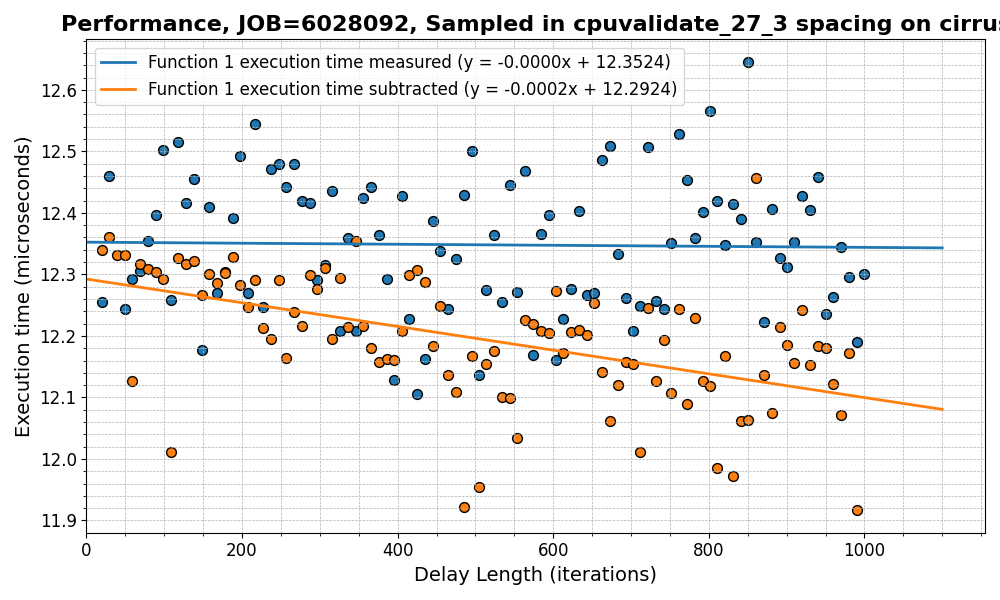 Performance, JOB=6028092, Sampled in cpuvalidate_27_3 spacing on cirrus
Function 1 execution time measured (y = -0.0000x + 12.3524)
Function 1 execution time subtracted (y = -0.0002x + 12.2924)
Execution time (microseconds)
12.6
12.5
12.4
12.3
12.2
12.1
12.0
11.9
0 200 400 600 800 1000
Delay Length (iterations)